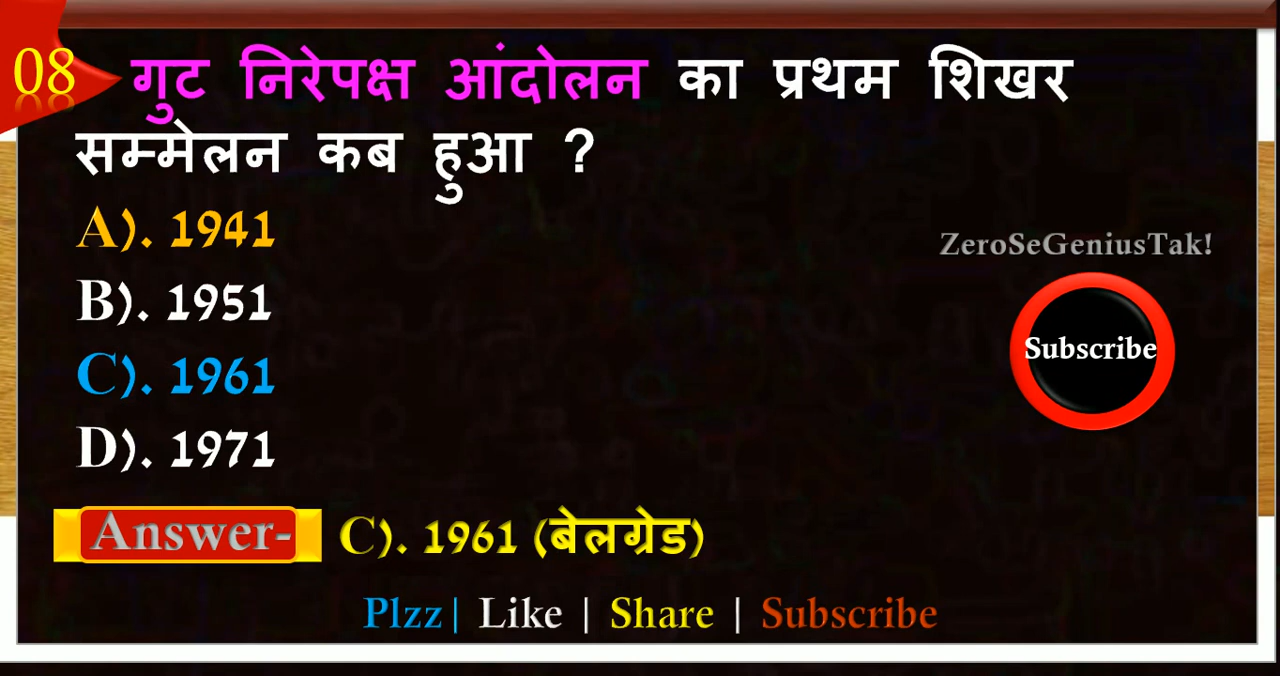 08
गुट निरपेक्ष आंदोलन का प्रथम शिखर
सम्मेलन कब हुआ ?
A). 1941
B). 1951
C). 1961
D). 1971
ZeroSeGeniusTak!
Subscribe
Answer- C). 1961 (बेलग्रेड)
Plzz| Like | Share | Subscribe